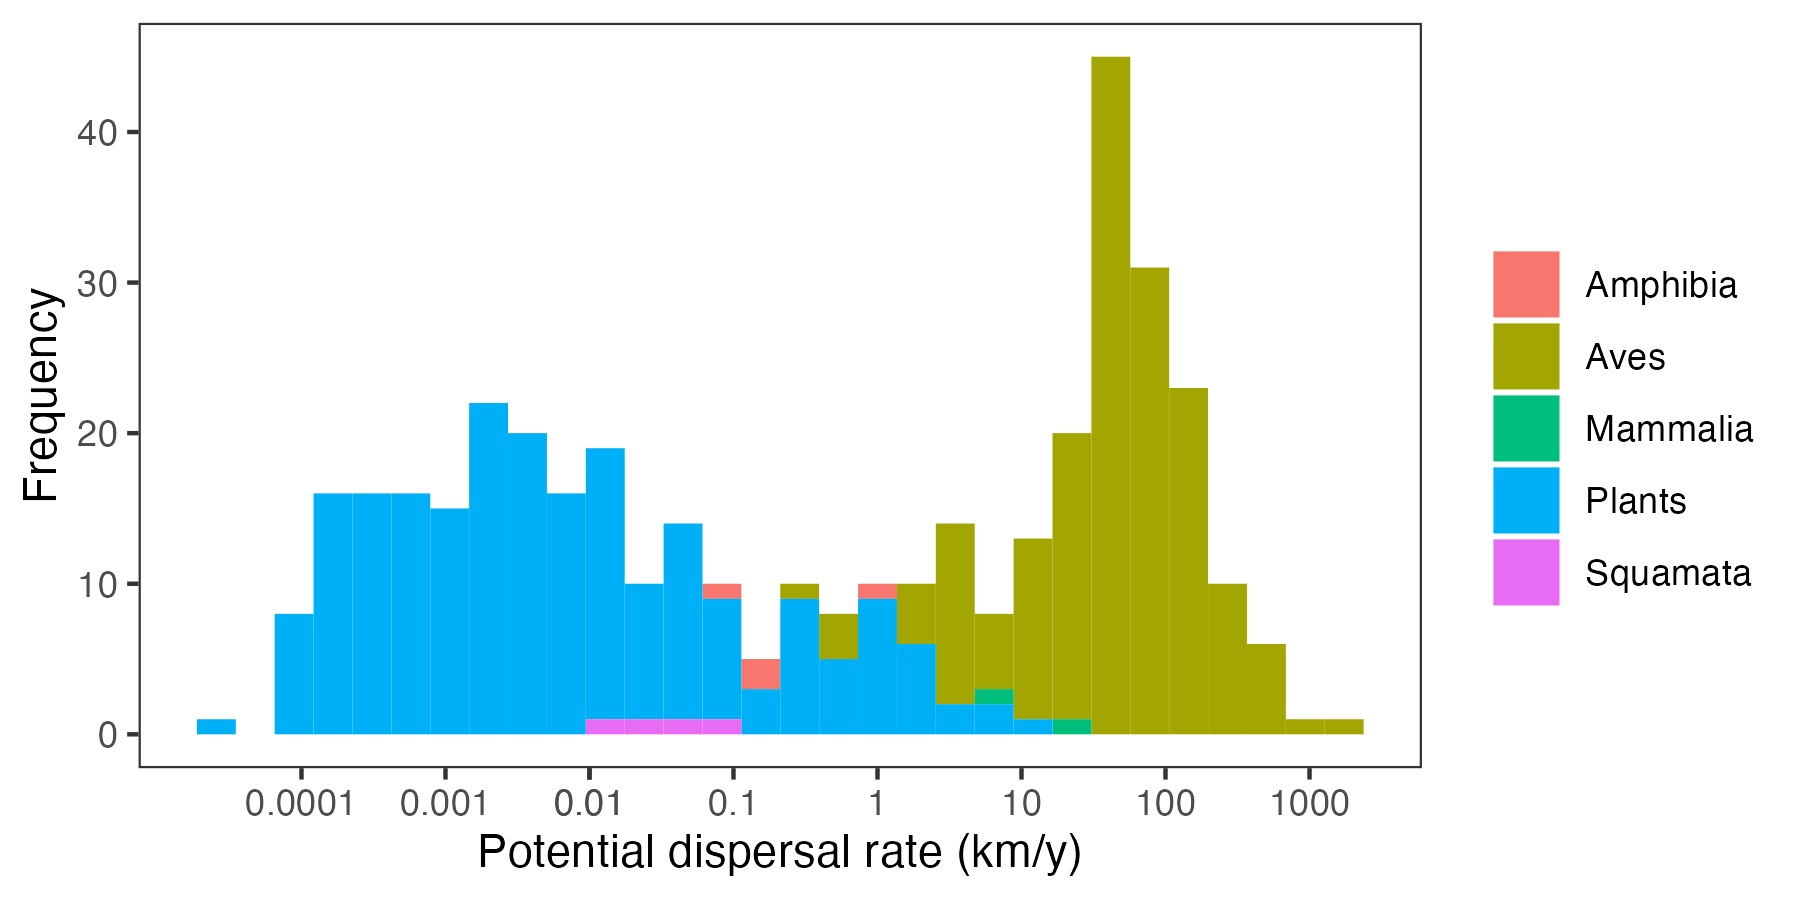 Frequency
40
30
20
10
0
0.0001 0.001 0.01 0.1 1 10 100 1000
Potential dispersal rate (km/y)
Amphibia
Aves
Mammalia
Plants
Squamata